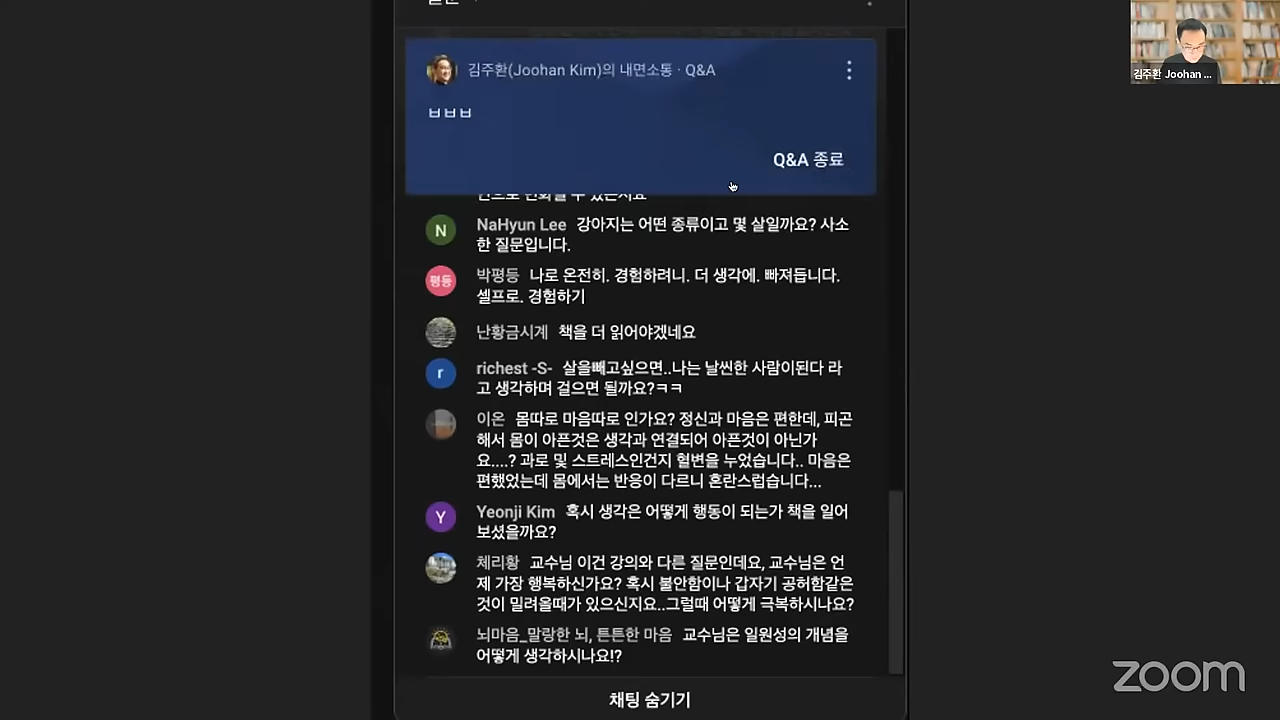 김주환(Joohan Kim)의 내면소통 · Q&A
ㅂㅂㅂ
Q&A 종료
NaHyun Lee 강아지는 어떤 종류이고 몇 살일까요? 사소
한 질문입니다.
평등
박평등 나로 온전히. 경험하려니. 더 생각에. 빠져듭니다.
셀프로. 경험하기
난황금시계 책을 더 읽어야겠네요
richest -S- 살을빼고싶으면..나는 날씬한 사람이된다 라
고 생각하며 걸으면 될까요?ㅋㅋ
이온 몸따로 마음따로 인가요? 정신과 마음은 편한데, 피곤
해서 몸이 아픈것은 생각과 연결되어 아픈것이 아닌가
요....? 과로 및 스트레스인건지 혈변을 누었습니다.. 마음은
편했었는데 몸에서는 반응이 다르니 혼란스럽습니다...
Yeonji Kim 혹시 생각은 어떻게 행동이 되는가 책을 일어
보셨을까요?
체리황 교수님 이건 강의와 다른 질문인데요, 교수님은 언
제 가장 행복하신가요? 혹시 불안함이나 갑자기 공허함같은
것이 밀려올때가 있으신지요..그럴때 어떻게 극복하시나요?
뇌마음_말랑한 뇌, 튼튼한 마음 교수님은 일원성의 개념을
어떻게 생각하시나요!?
채팅 숨기기
김주환 Joohan ...
N
r
Y
zoom